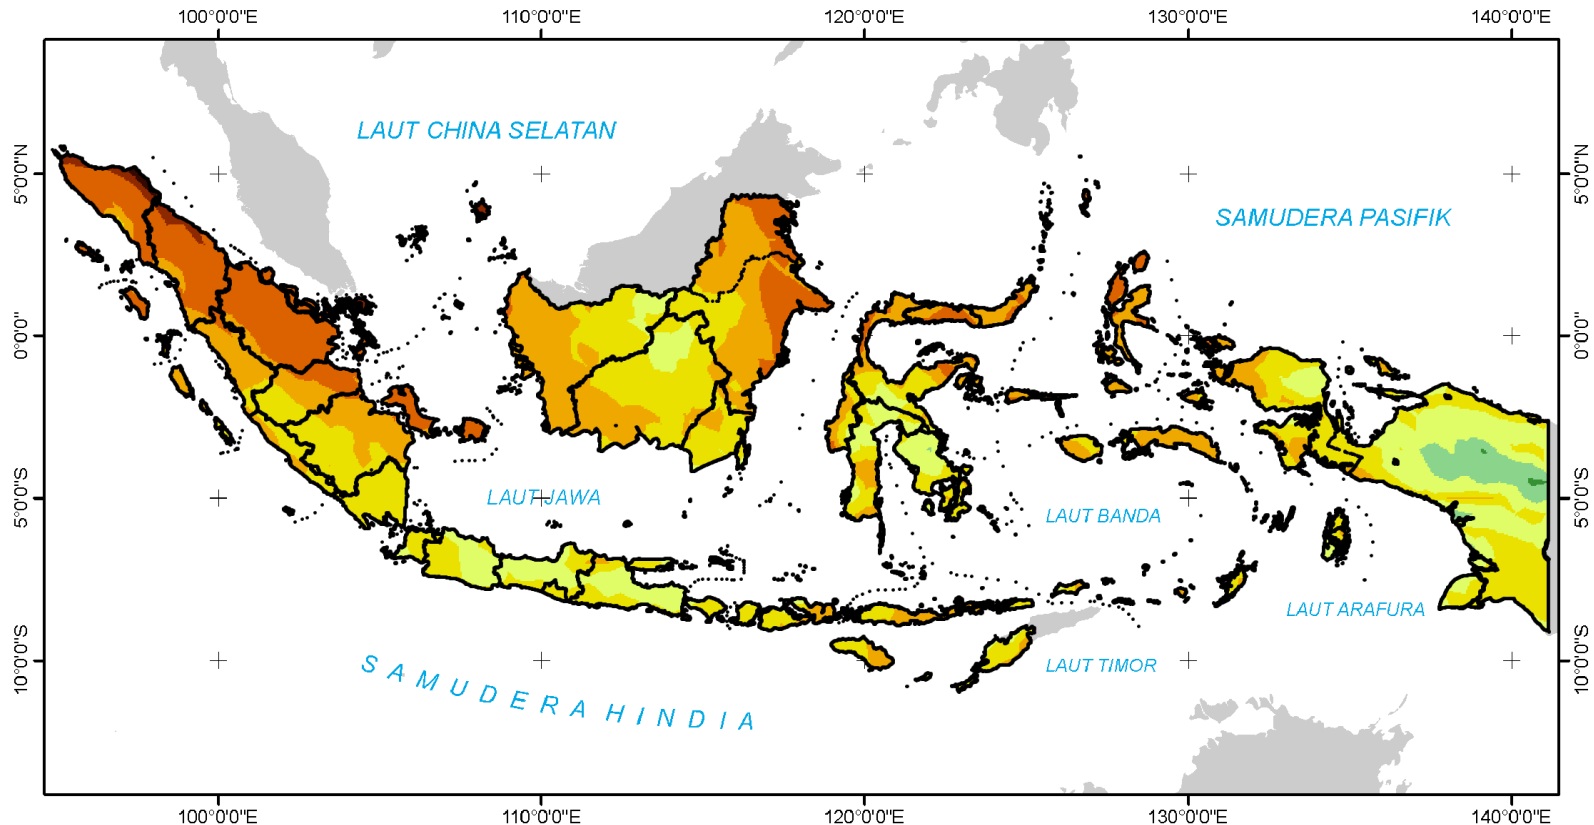 100°0'0"E 110°0'0"E 120°0'0"E 130°0'0"E 140°0'0"E
LAUT CHINA SELATAN
5°0'0"N 5°0'0"N
SAMUDERA PASIFIK
0°0'0" 0°0'0"
LAUT JAWA
5°0'0"S 5°0'0"S
LAUT BANDA
LAUT ARAFURA
10°0'0"S 10°0'0"S
LAUT TIMOR
SAMUDERA HINDIA
100°0'0"E 110°0'0"E 120°0'0"E 130°0'0"E 140°0'0"E